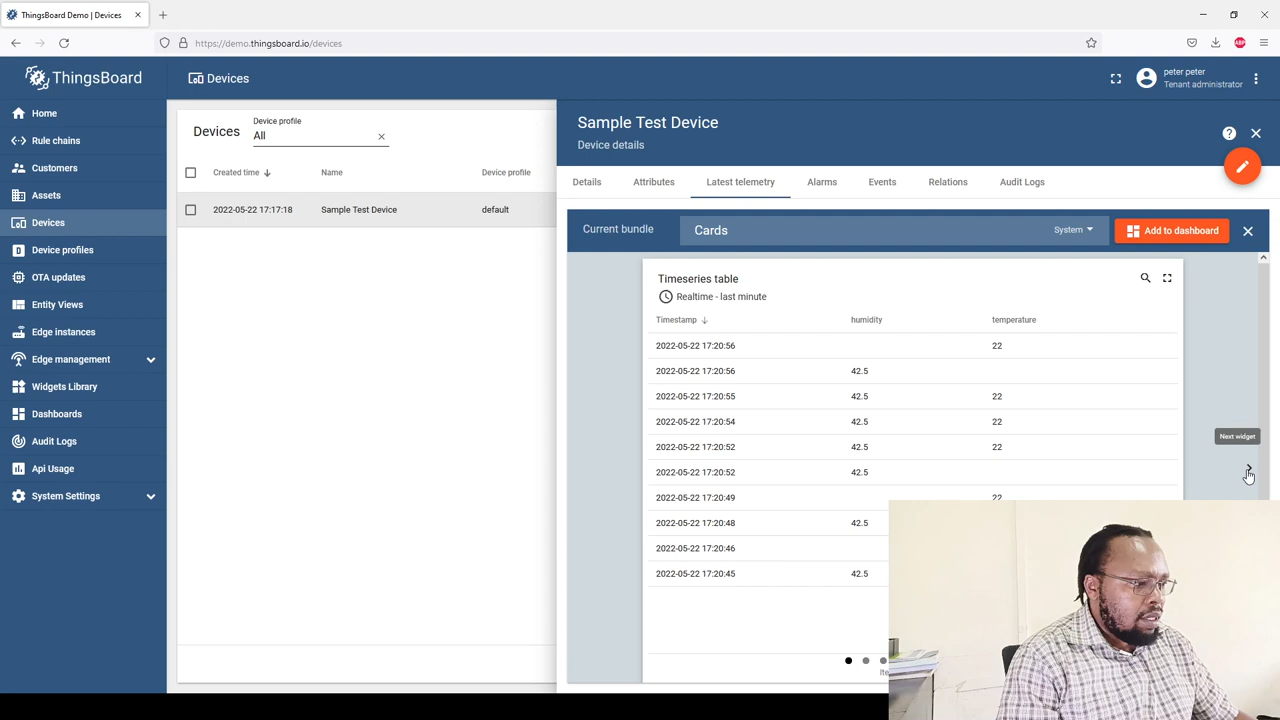 ThingsBoard Demo | Devices
https://demo.thingsboard.io/devices
ABP
ThingsBoard
Devices
peter peter
Tenant administrator
Home
Rule chains
Customers
Assets
Devices
Device profiles
OTA updates
Entity Views
Edge instances
Edge management
Widgets Library
Dashboards
Audit Logs
Api Usage
System Settings
Devices
Device profile
All
Created time
Name
Device profile
2022-05-22 17:17:18
Sample Test Device
default
Sample Test Device
Device details
Details
Attributes
Latest telemetry
Alarms
Events
Relations
Audit Logs
Current bundle
Cards
System
Add to dashboard
Timeseries table
Realtime - last minute
Timestamp humidity temperature
2022-05-22 17:20:56 22
2022-05-22 17:20:56 42.5
2022-05-22 17:20:55 42.5 22
2022-05-22 17:20:54 42.5 22
2022-05-22 17:20:52 42.5 22
2022-05-22 17:20:52 42.5
2022-05-22 17:20:49 22
2022-05-22 17:20:48 42.5
2022-05-22 17:20:46
2022-05-22 17:20:45 42.5
Next widget